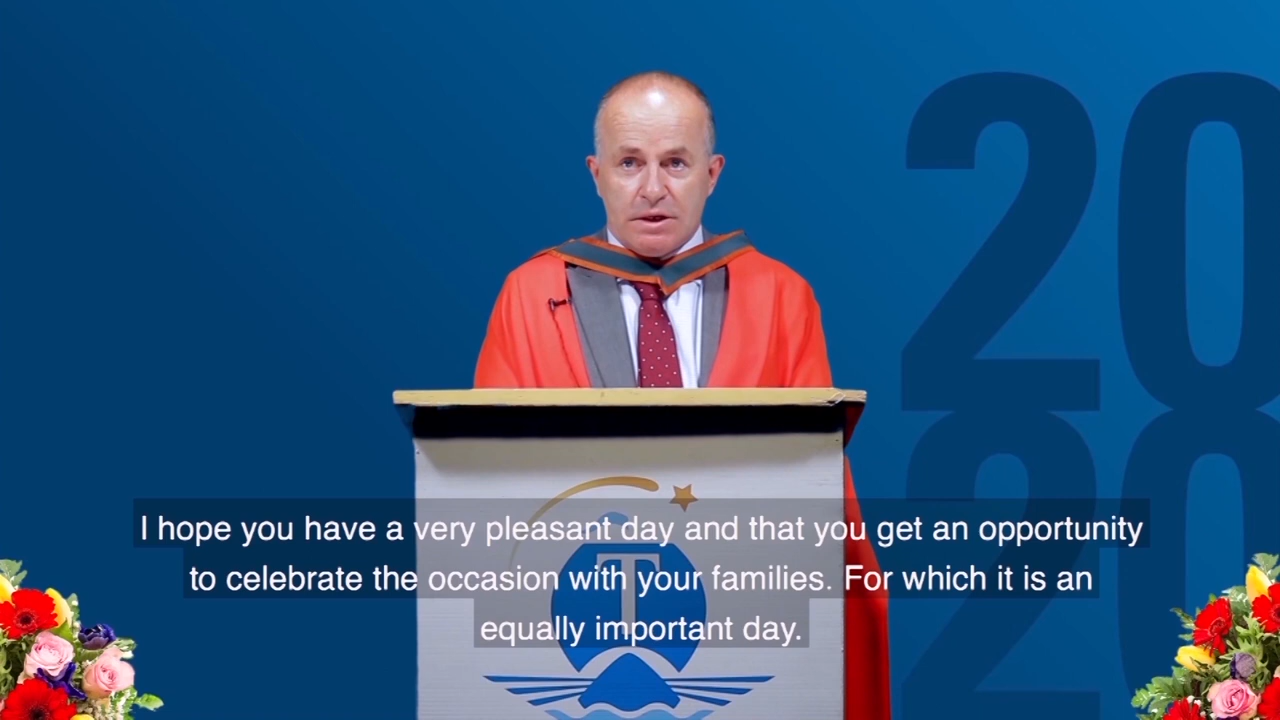 20
20
I hope you have a very pleasant day and that you get an opportunity
to celebrate the occasion with your families. For which it is an
equally important day.
T